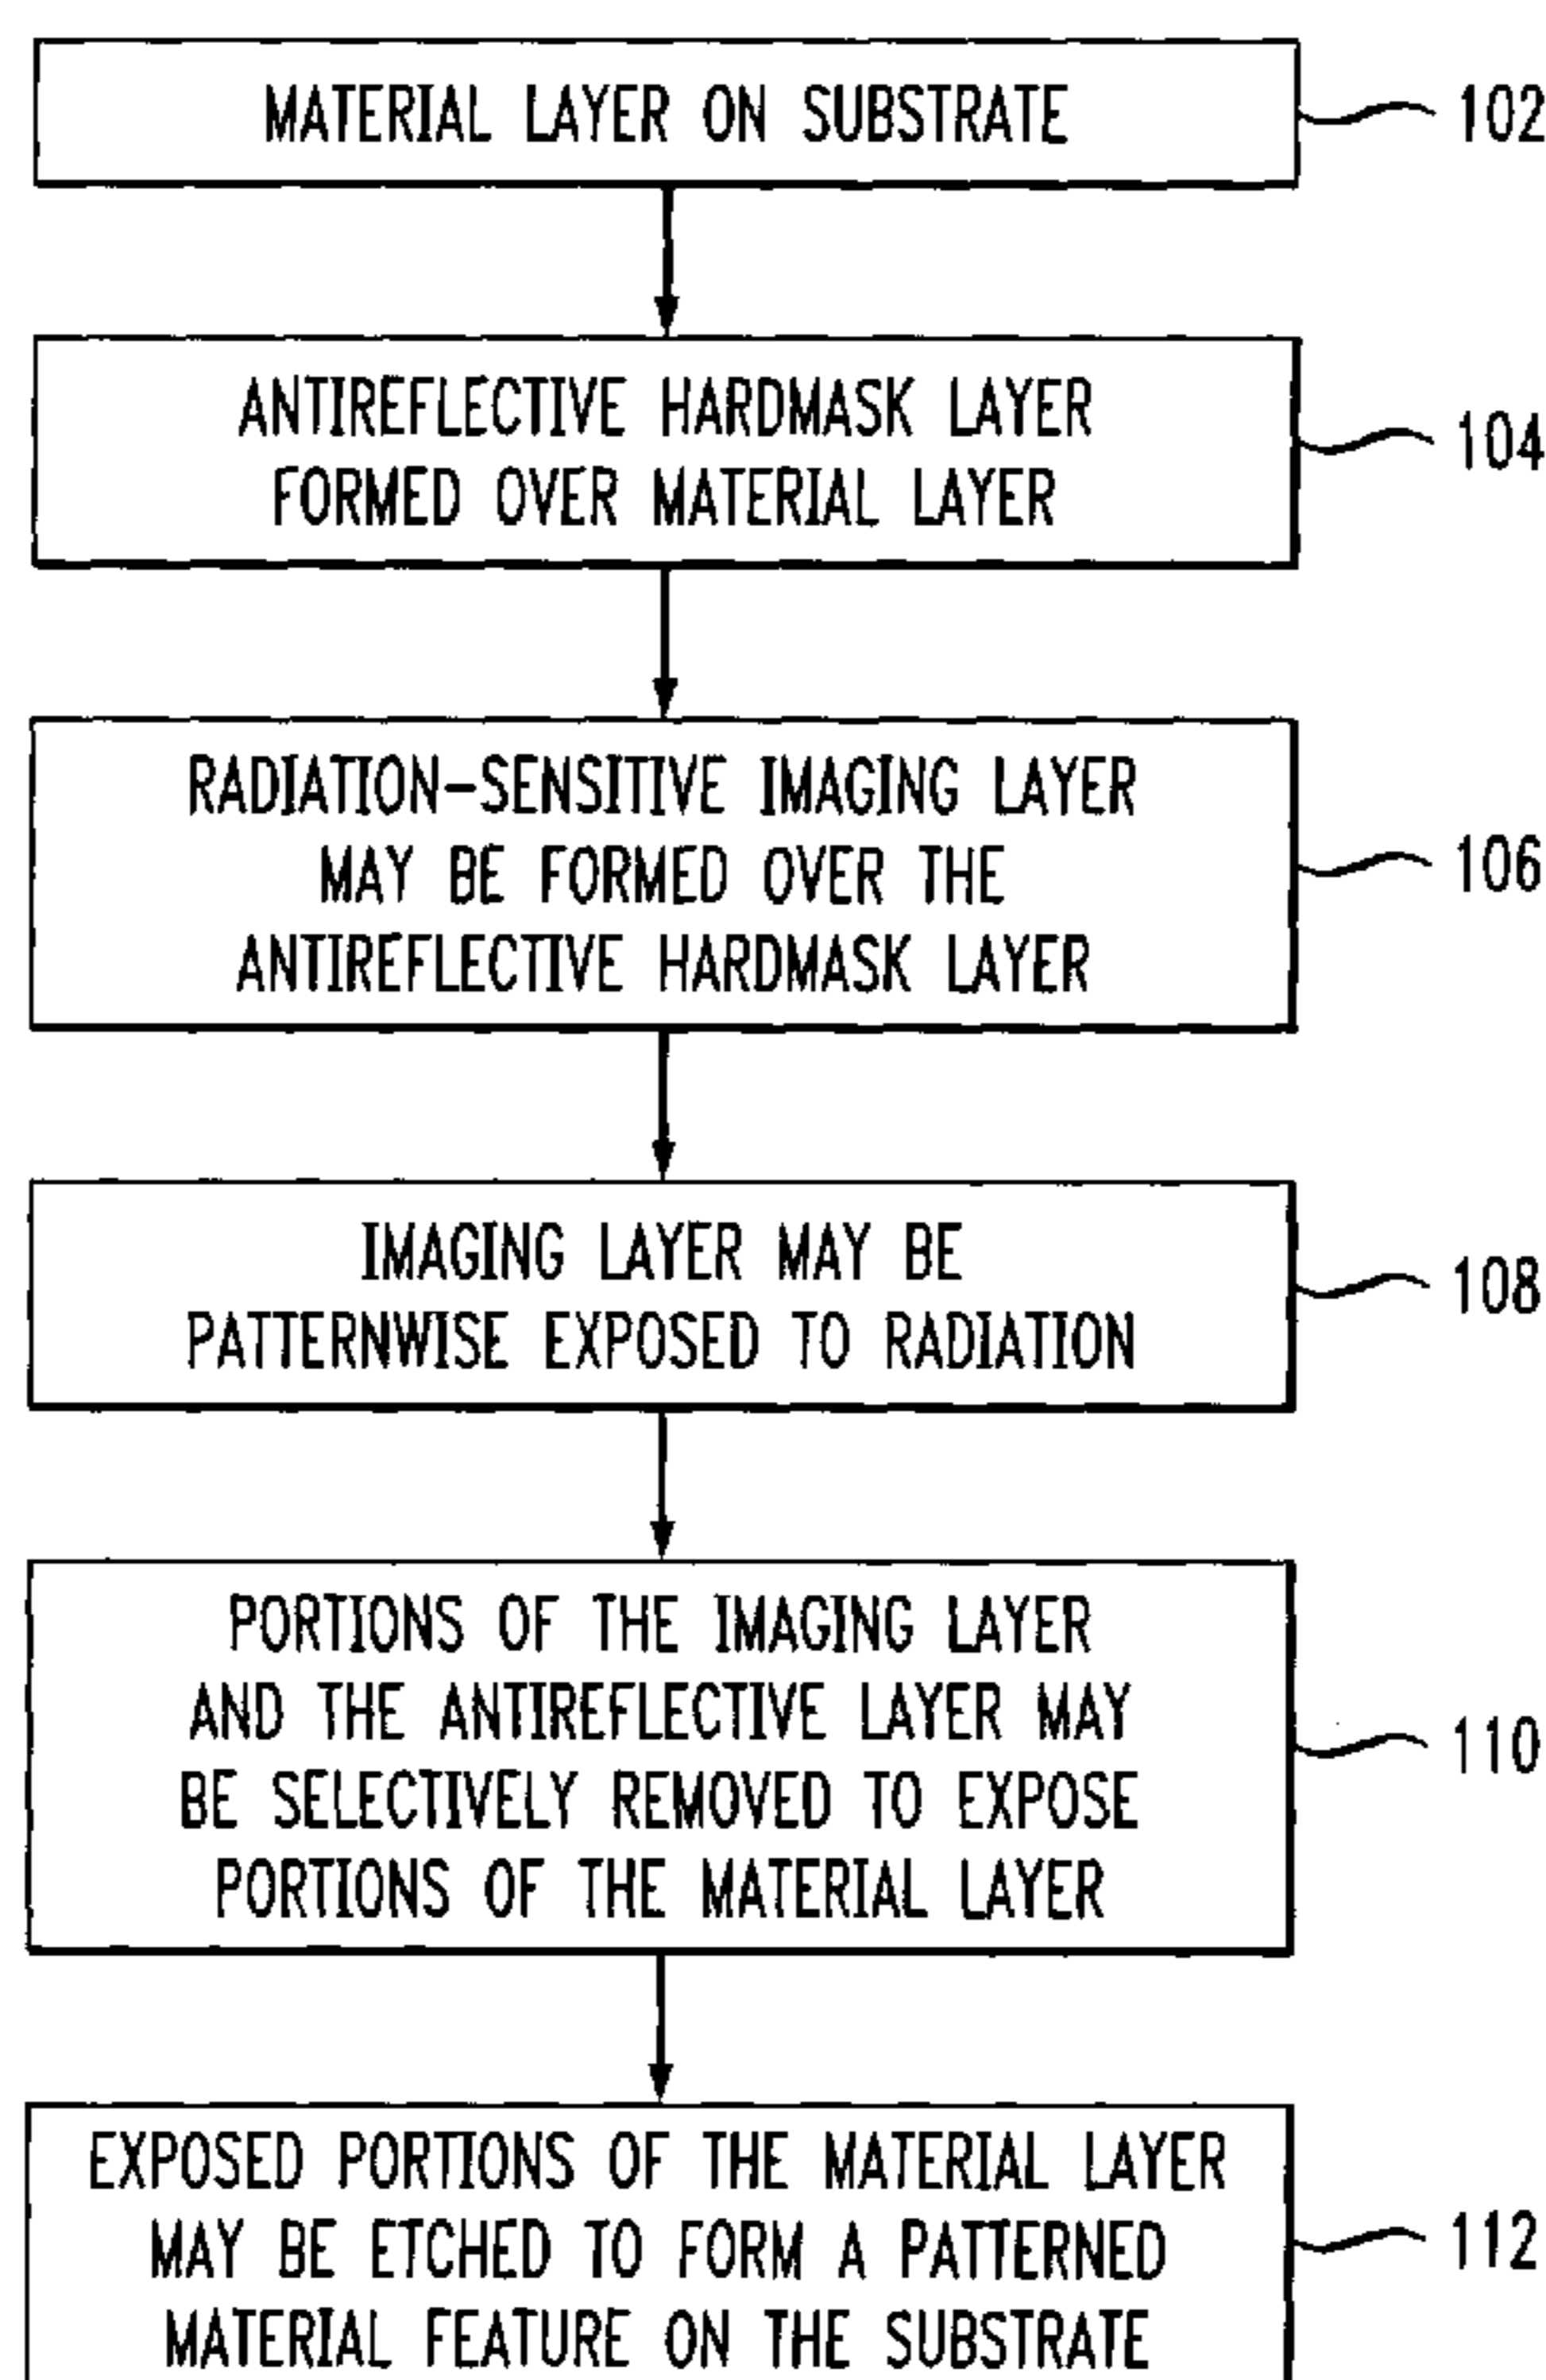 MATERIAL LAYER ON SUBSTRATE
102
ANTIREFLECTIVE HARDMASK LAYER
FORMED OVER MATERIAL LAYER
104
RADIATION-SENSITIVE IMAGING LAYER
MAY BE FORMED OVER THE
ANTIREFLECTIVE HARDMASK LAYER
106
IMAGING LAYER MAY BE
PATTERNWISE EXPOSED TO RADIATION
108
PORTIONS OF THE IMAGING LAYER
AND THE ANTIREFLECTIVE LAYER MAY
BE SELECTIVELY REMOVED TO EXPOSE
PORTIONS OF THE MATERIAL LAYER
110
EXPOSED PORTIONS OF THE MATERIAL LAYER
MAY BE ETCHED TO FORM A PATTERNED
MATERIAL FEATURE ON THE SUBSTRATE
112